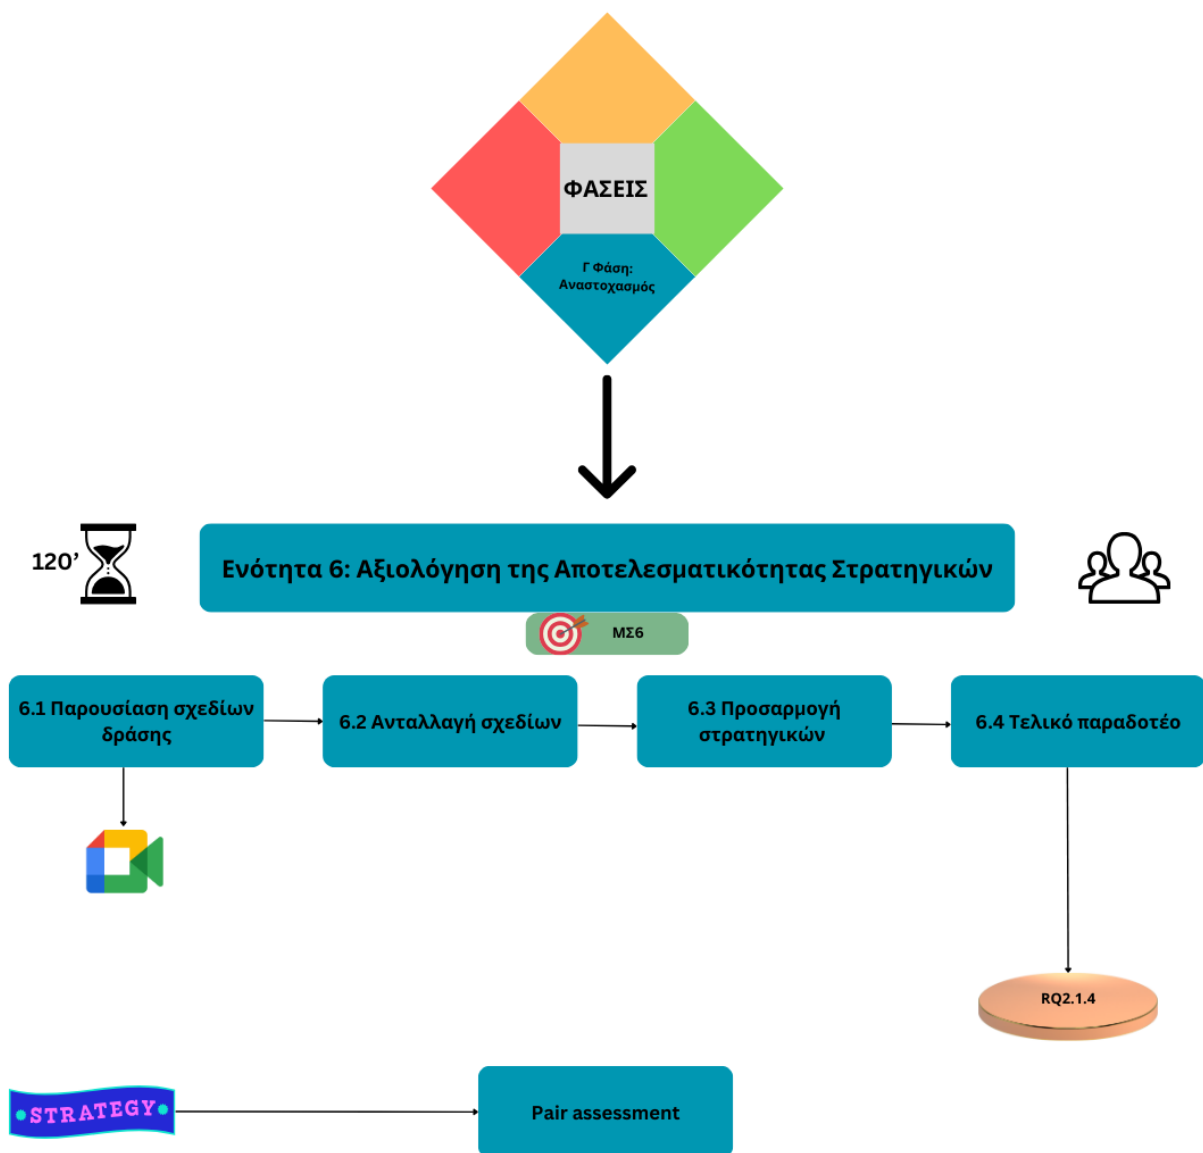 ΦΑΣΕΙΣ
Γ Φάση:
Αναστοχασμός
120’
Ενότητα 6: Αξιολόγηση της Αποτελεσματικότητας Στρατηγικών
ΜΣ6
6.1 Παρουσίαση σχεδίων
δράσης
6.2 Ανταλλαγή σχεδίων
6.3 Προσαρμογή
στρατηγικών
6.4 Τελικό παραδοτέο
RQ2.1.4
STRATEGY
Pair assessment